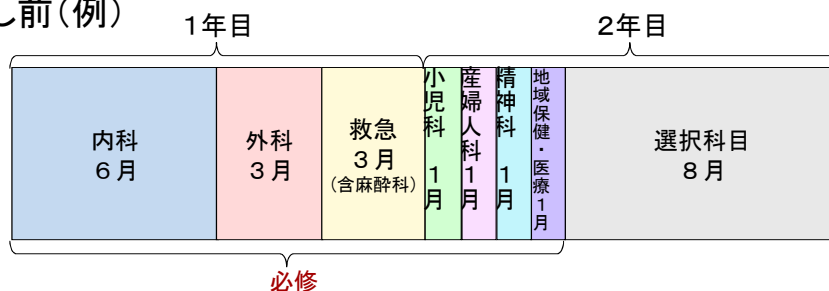 し前(例)
1年目
2年目
内科
6月
外科
3月
救急
3月
(含麻酔科)
小児科 1月
産婦人科1月
精神科 1月
地域保健・医療1月
選択科目
8月
必修